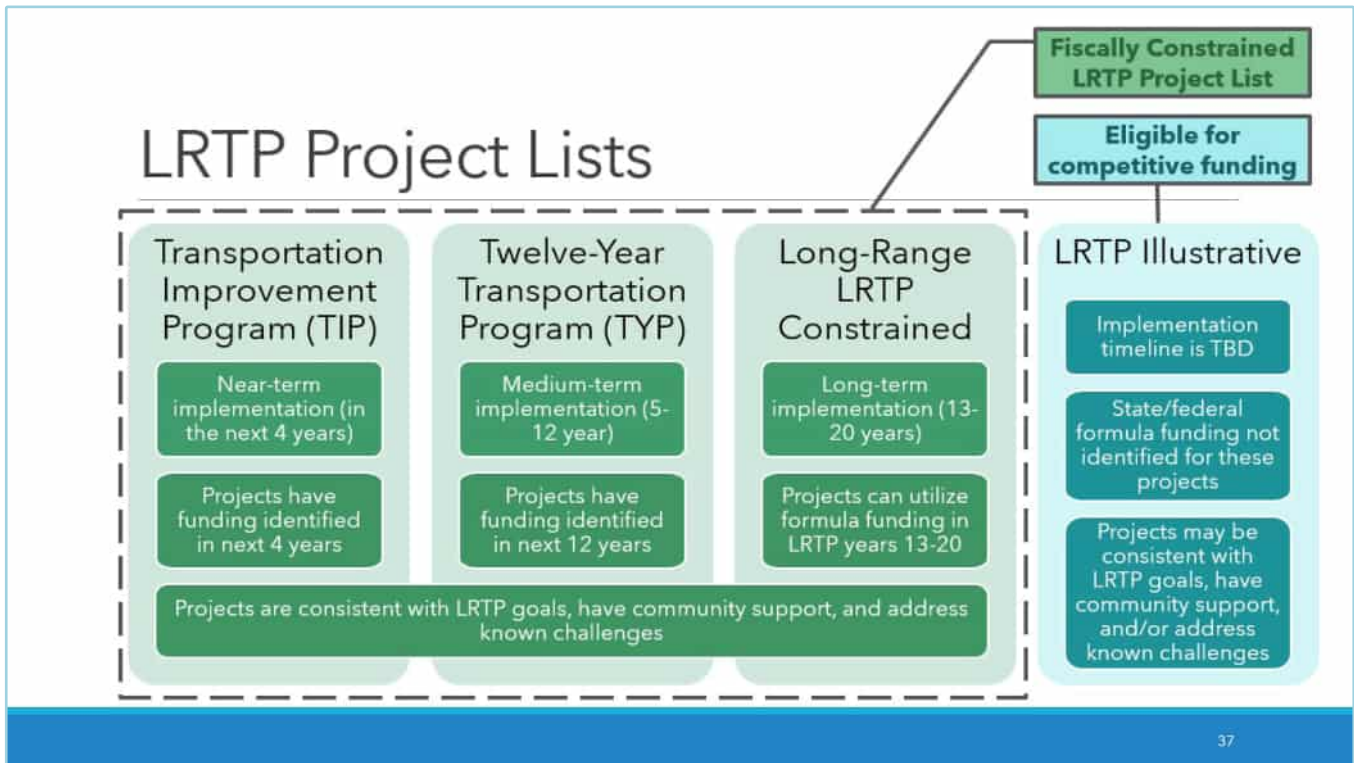 Fiscally Constrained
LRTP Project List
Eligible for
competitive funding
LRTP Project Lists
Transportation
Improvement
Program (TIP)
Near-term
implementation (in
the next 4 years)
Projects have
funding identified
in next 4 years
Twelve-Year
Transportation
Program (TYP)
Medium-term
implementation (5-
12 year)
Projects have
funding identified
in next 12 years
Long-Range
LRTP
Constrained
Long-term
implementation (13-
20 years)
Projects can utilize
formula funding in
LRTP years 13-20
Projects are consistent with LRTP goals, have community support, and address
known challenges
LRTP Illustrative
Implementation
timeline is TBD
State/federal
formula funding not
identified for these
projects
Projects may be
consistent with
LRTP goals, have
community support,
and/or address
known challenges
37